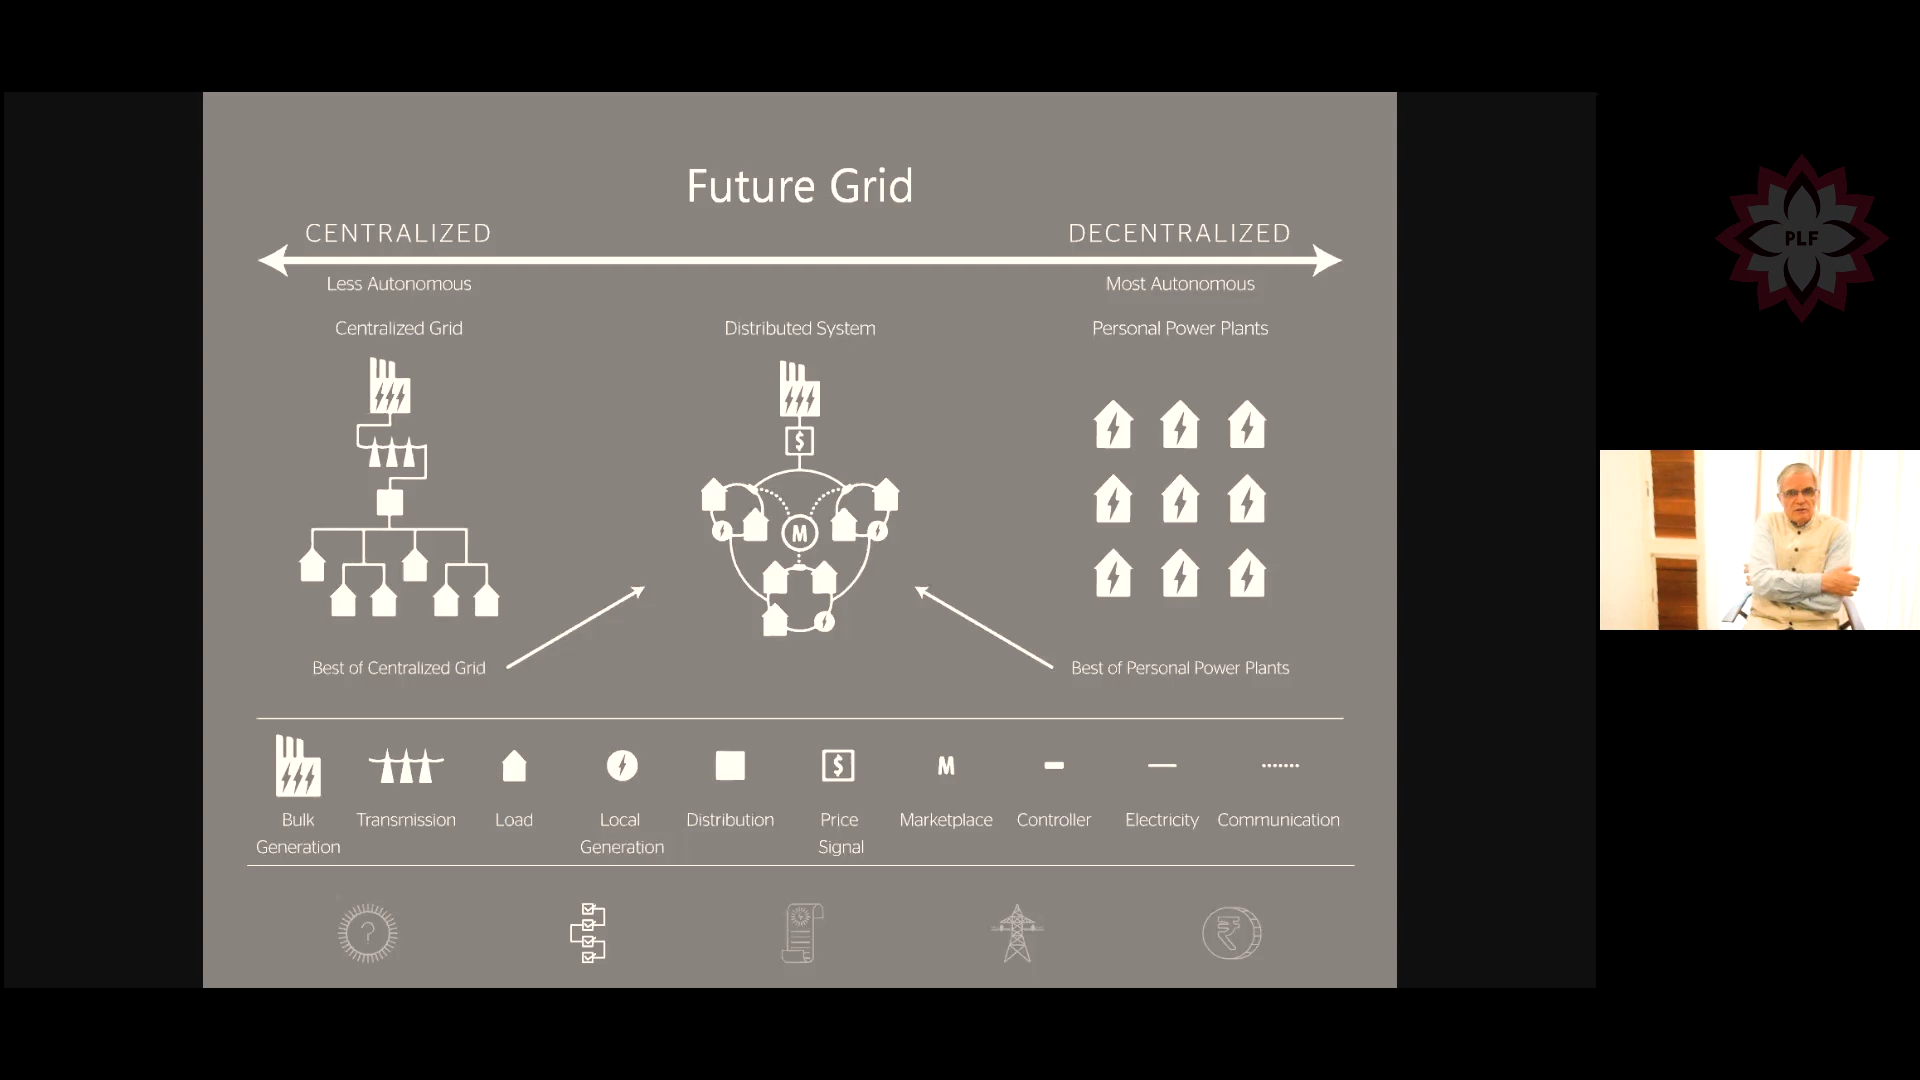 Future Grid
CENTRALIZED
DECENTRALIZED
Less Autonomous
Most Autonomous
Centralized Grid
Distributed System
Personal Power Plants
$
M
Best of Centralized Grid
Best of Personal Power Plants
$
M
Bulk Generation
Transmission
Load
Local Generation
Distribution
Price Signal
Marketplace
Controller
Electricity
Communication
?
₹
PLF